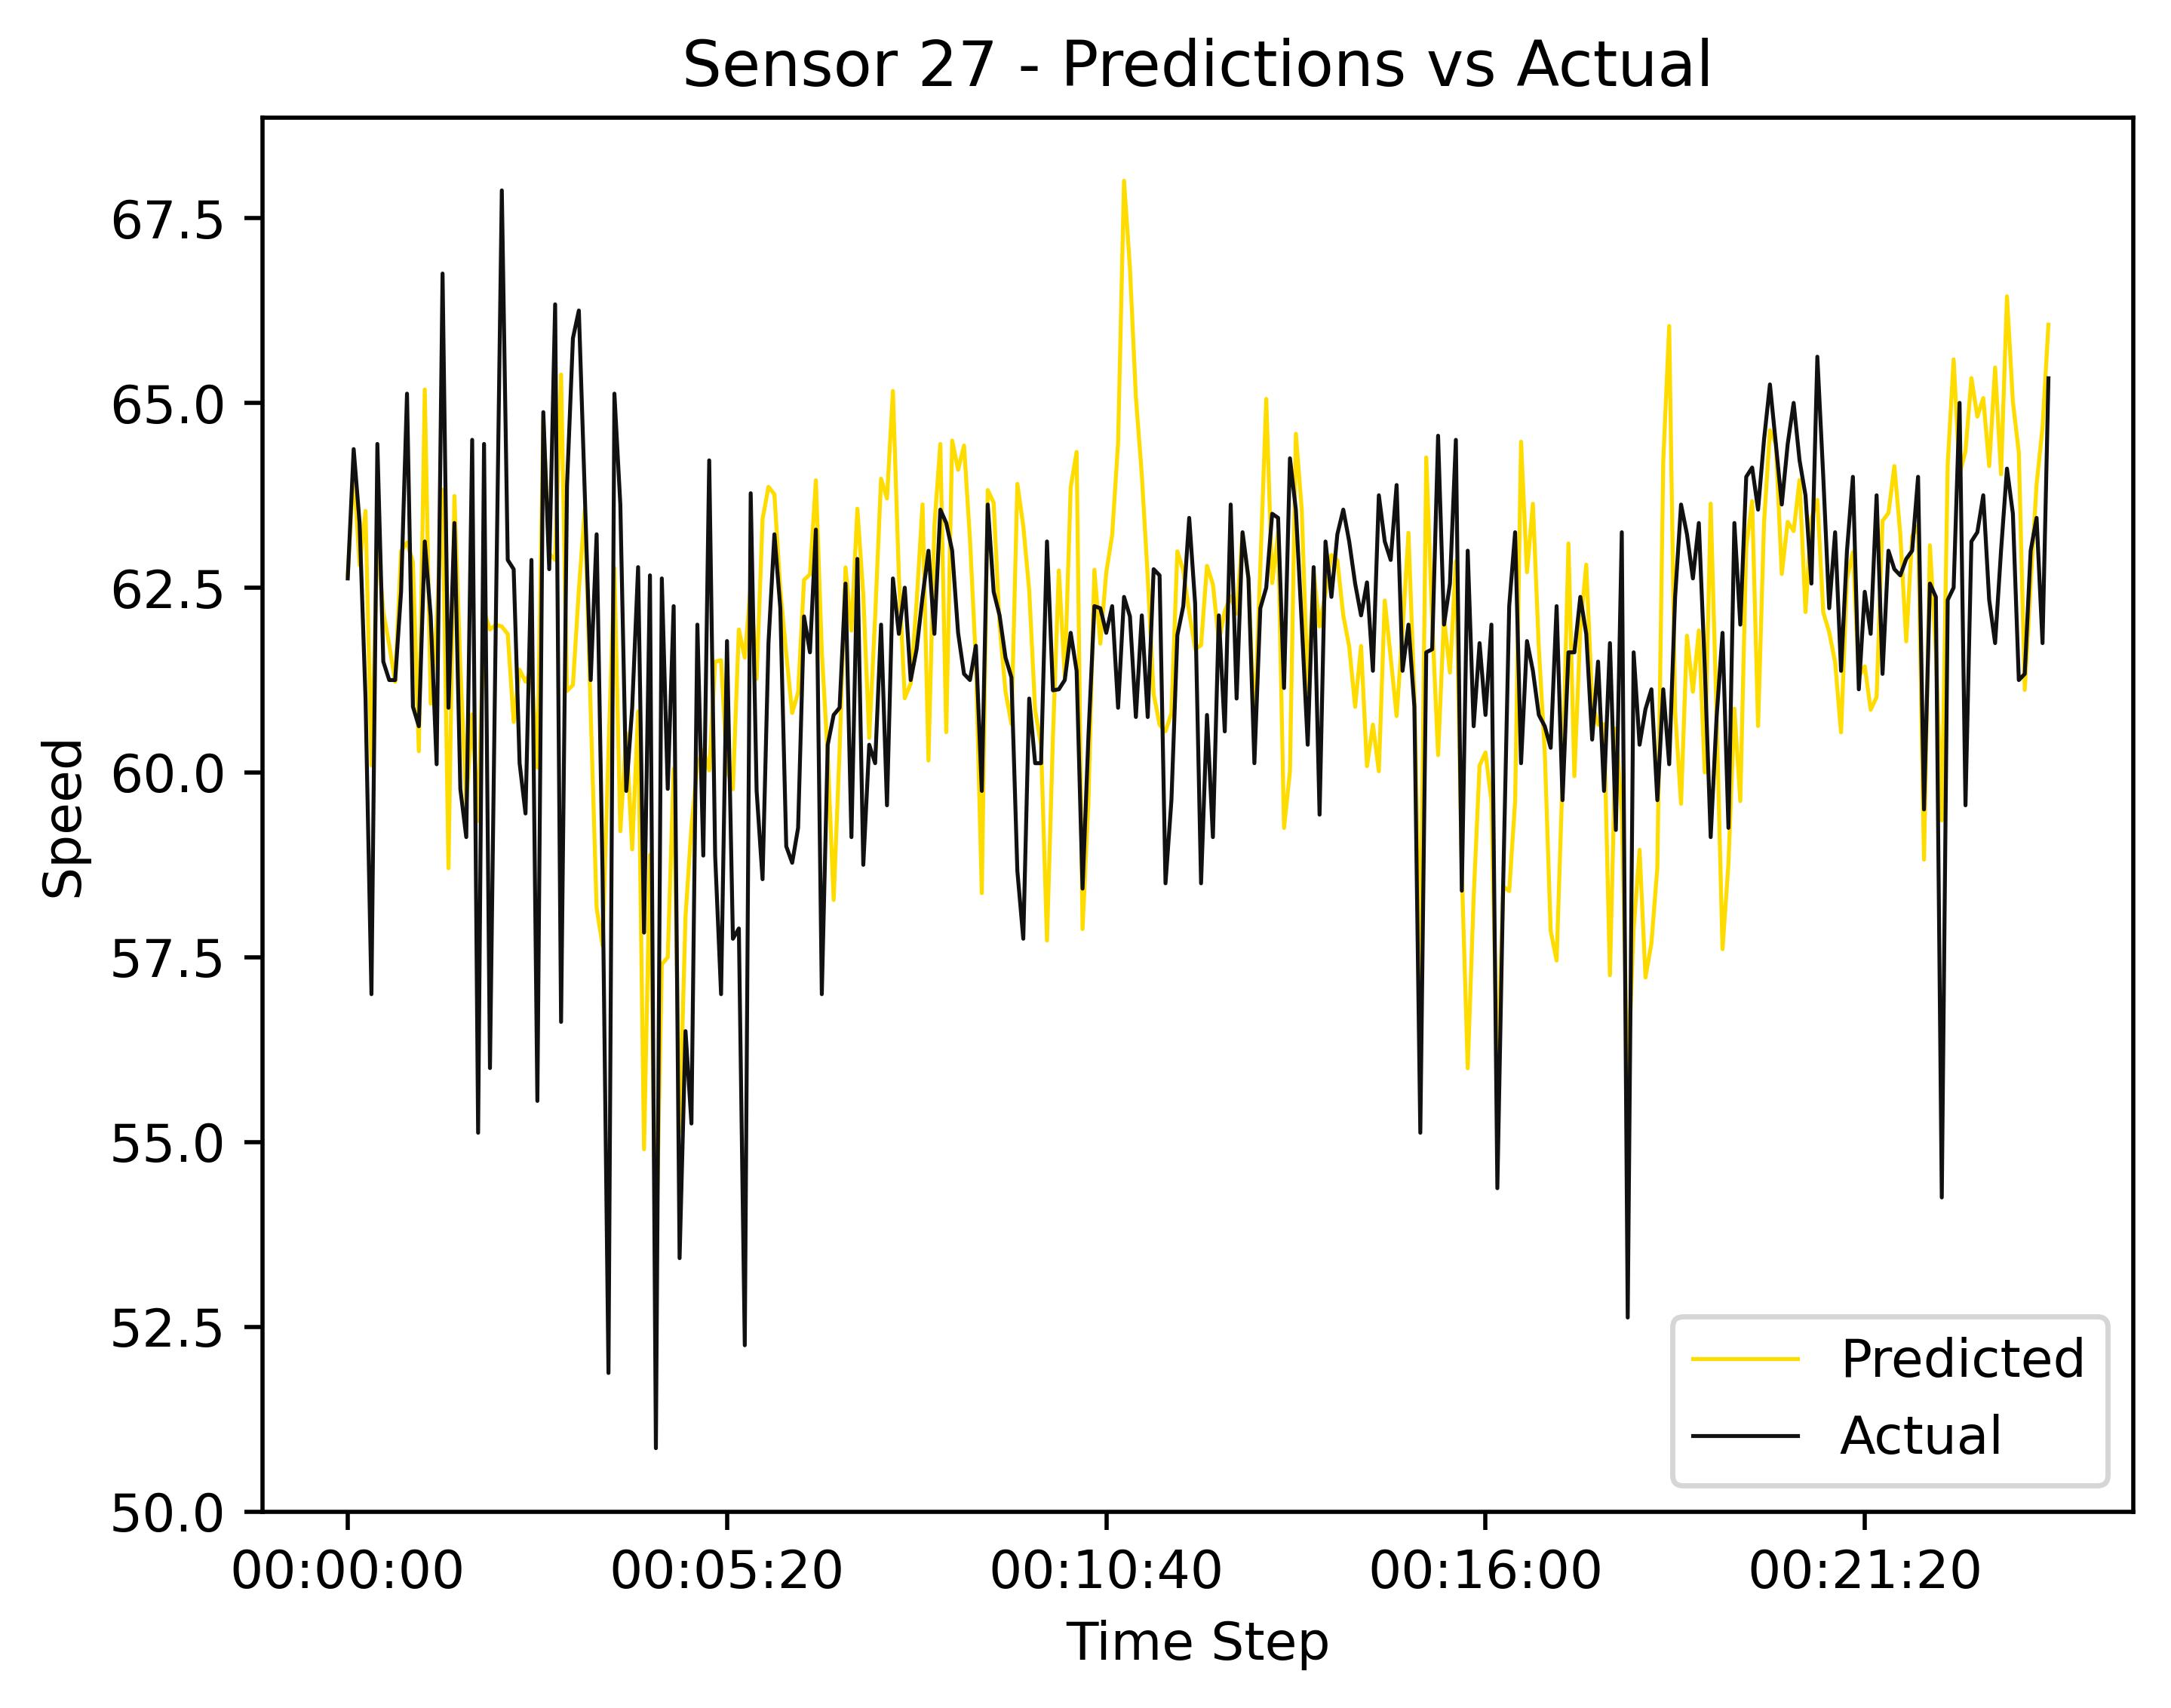 Sensor 27 - Predictions vs Actual
67.5
65.0
62.5
60.0
57.5
55.0
52.5
50.0
Speed
00:00:00 00:05:20 00:10:40 00:16:00 00:21:20
Time Step
Predicted
Actual